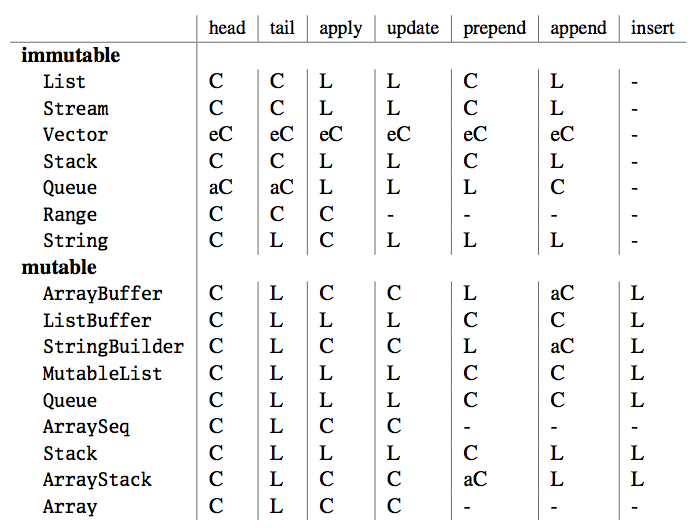 head tail apply update prepend append insert
immutable
List C C L L C L -
Stream C C L L C L -
Vector eC eC eC eC eC eC -
Stack C C L L C L -
Queue aC aC L L L C -
Range C C C - - - -
String C L C L L L -
mutable
ArrayBuffer C L C C L aC L
ListBuffer C L L L C C L
StringBuilder C L C C L aC L
MutableList C L L L C C L
Queue C L L L C C L
ArraySeq C L C C - - -
Stack C L L L C L L
ArrayStack C L C C aC L L
Array C L C C - - -